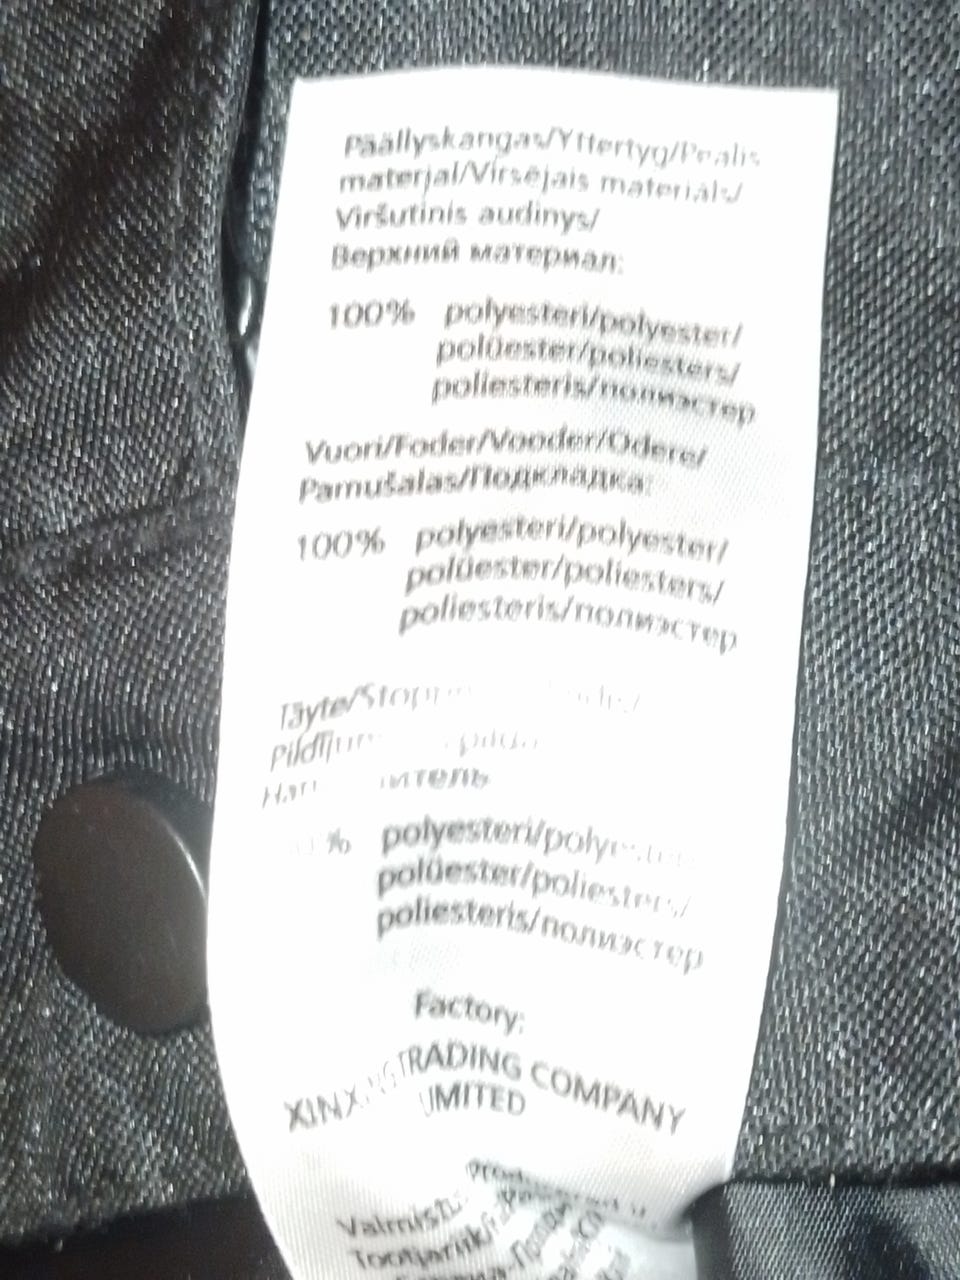 Päällyskangas/Yttertyg/Pealis
materjal/Virsējais materiāls/
Viršutinis audinys/
Верхний материал:
100% polyesteri/polyester/
polüester/poliesters/
poliesteris/полиэстер
Vuori/Foder/Vooder/Odere/
Pamušalas/Подкладка:
100% polyesteri/polyester/
polüester/poliesters/
poliesteris/полиэстер
Täyte/
% polyesteri/polyester/
polüester/poliesters/
poliesteris/полиэстер
Factory:
TRADING COMPANY
LIMITED